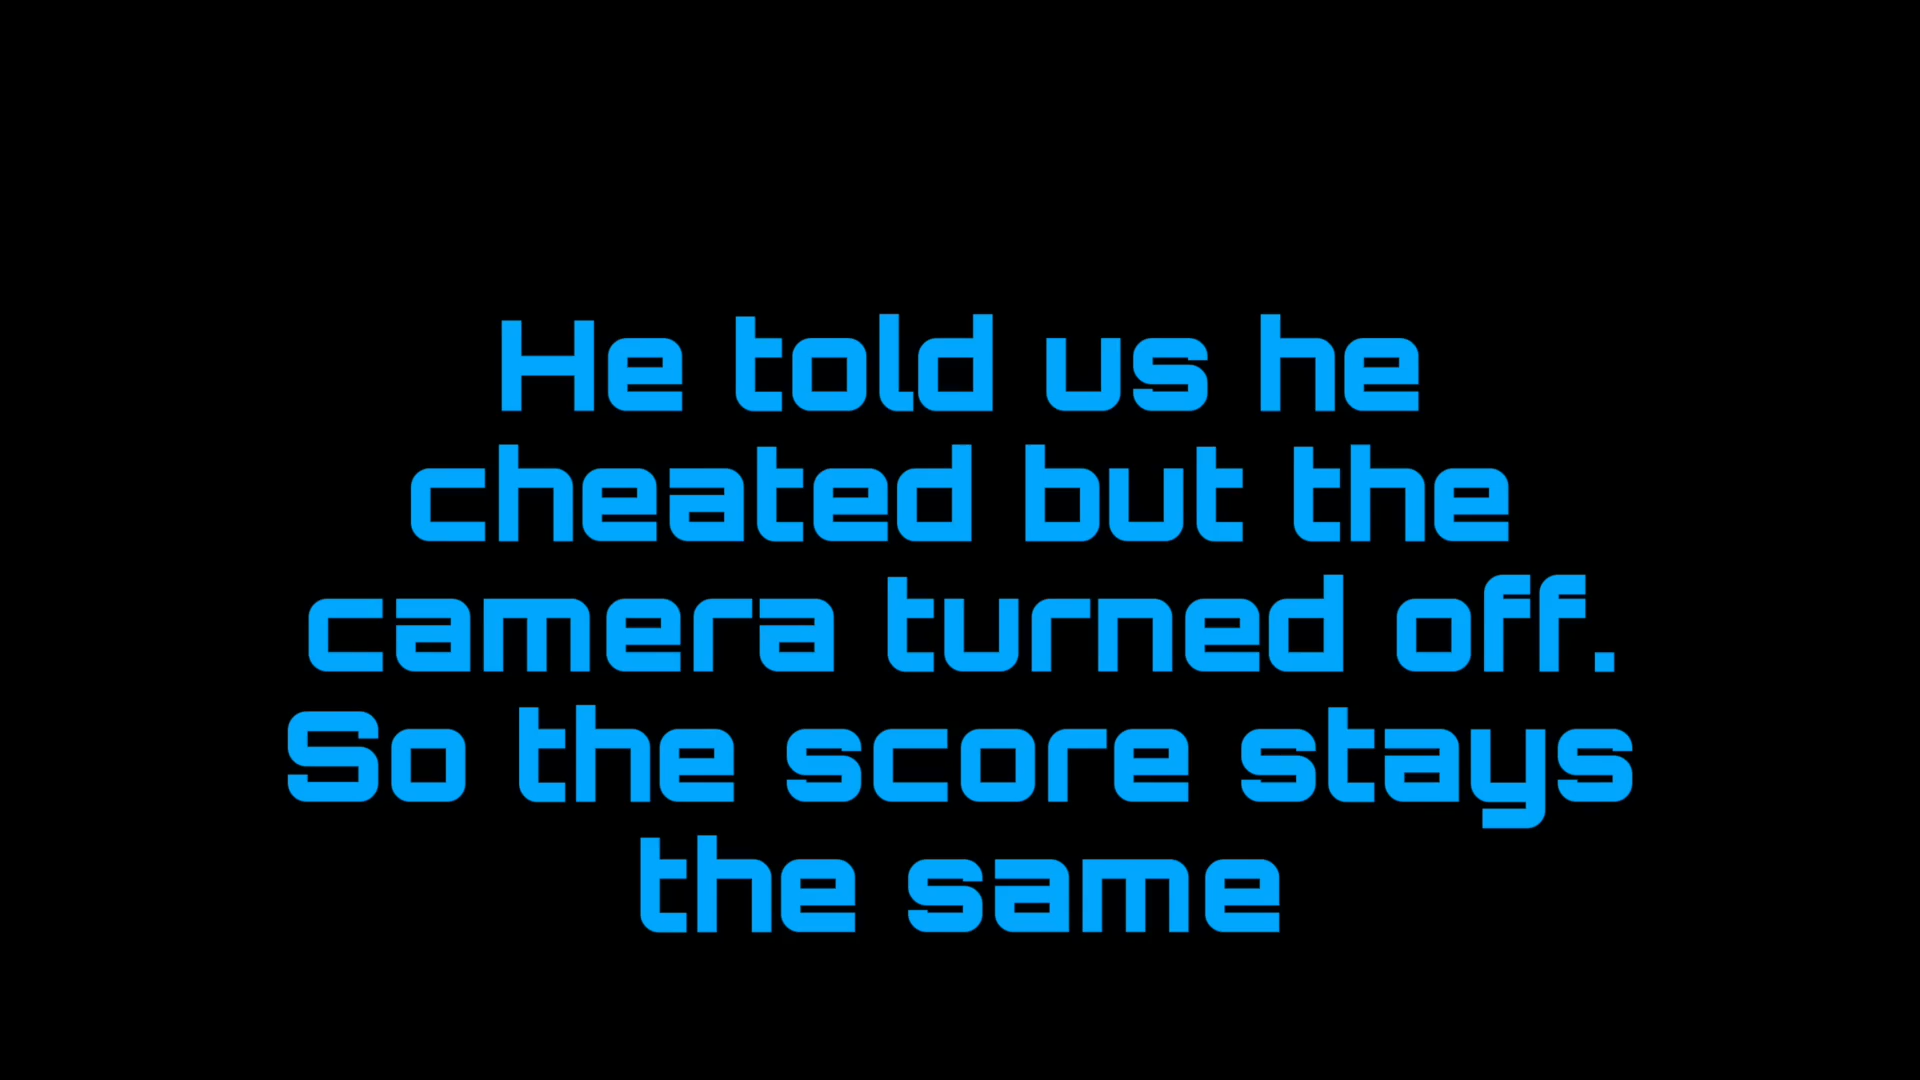 He told us he
cheated but the
camera turned off.
So the score stays
the same